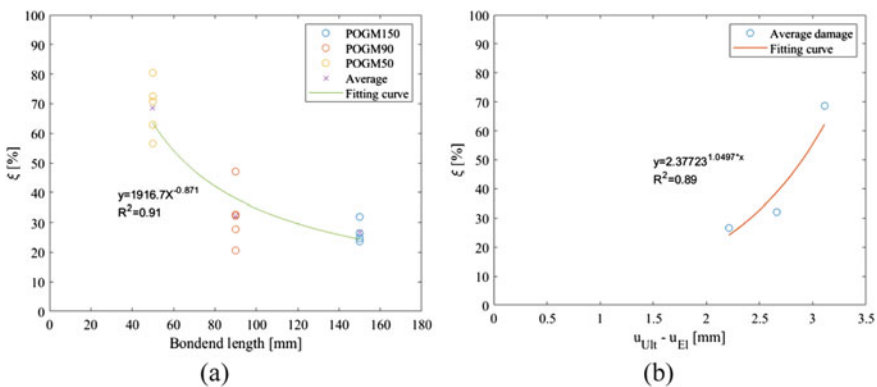 100
90
80
70
60
50
40
30
20
10
0
ξ [%]
POGM150
POGM90
POGM50
Average
Fitting curve
y=1916.7X^-0.871
R^2=0.91
0 20 40 60 80 100 120 140 160 180
Bondend length [mm]
(a)
100
90
80
70
60
50
40
30
20
10
0
ξ [%]
Average damage
Fitting curve
y=2.37723^1.0497*x
R^2=0.89
0 0.5 1 1.5 2 2.5 3 3.5
u_Ult - u_El [mm]
(b)